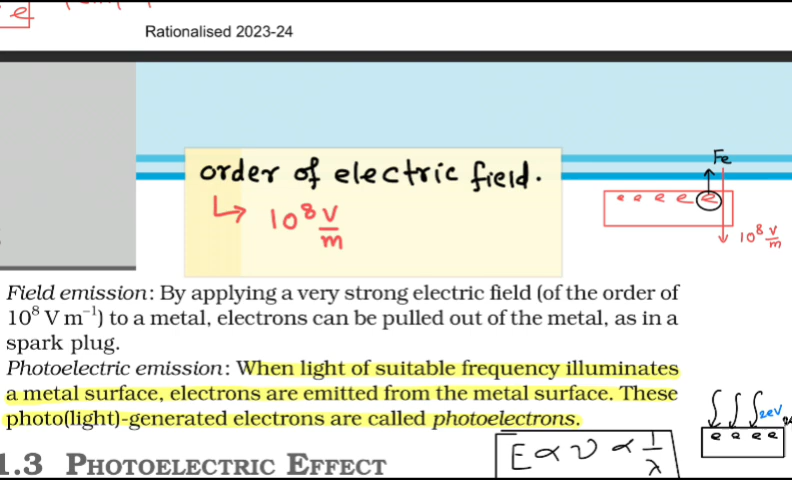 e
Rationalised 2023-24
order of electric field.
↳ 10⁸ V/m
Fe
e e e e e
10⁸ V/m
Field emission: By applying a very strong electric field (of the order of
10⁸ V m⁻¹) to a metal, electrons can be pulled out of the metal, as in a
spark plug.
Photoelectric emission: When light of suitable frequency illuminates
a metal surface, electrons are emitted from the metal surface. These
photo(light)-generated electrons are called photoelectrons.
2eV
e e e e
E ∝ ν ∝ 1/λ
1.3 PHOTOELECTRIC EFFECT